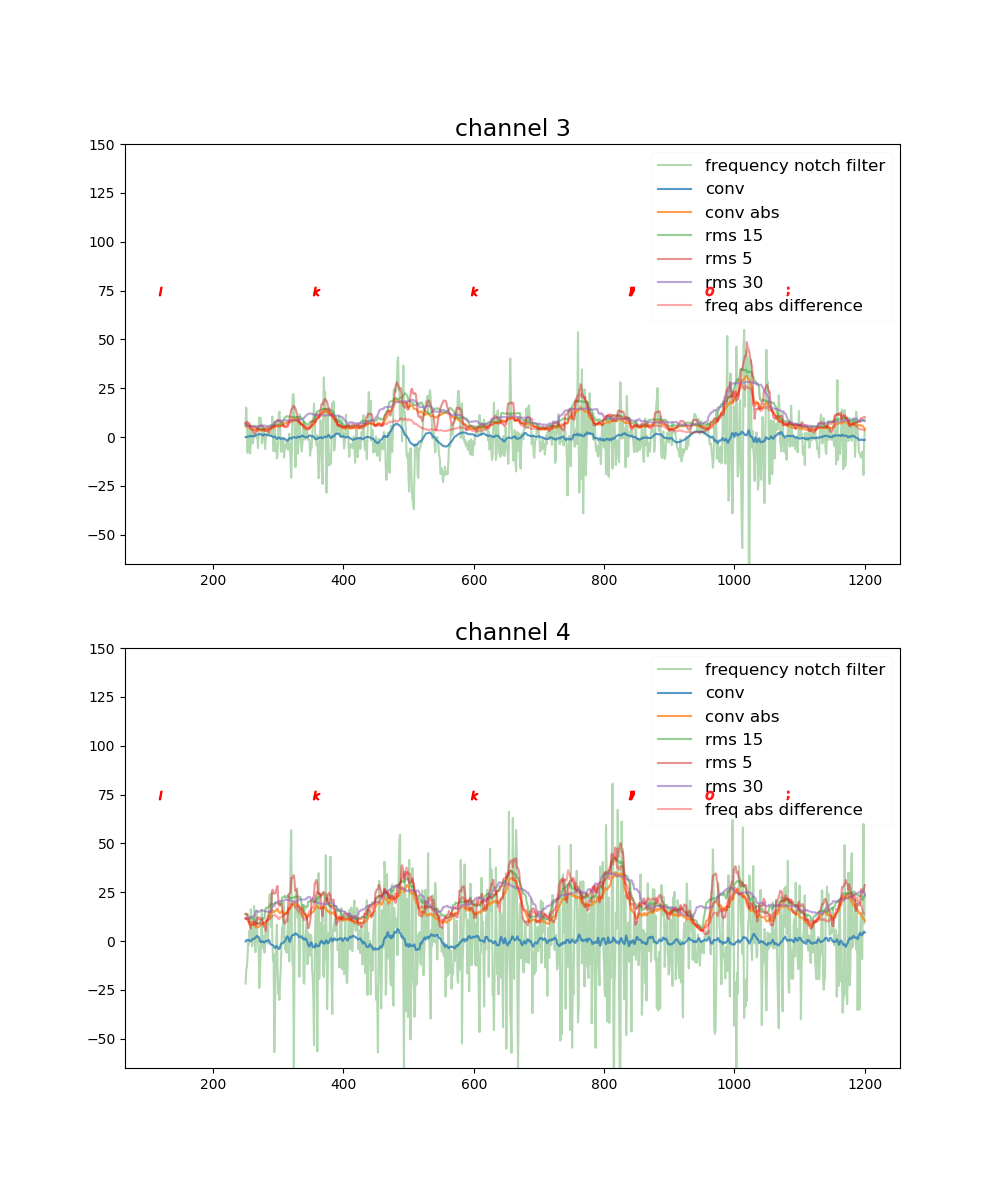 channel 3
150
125
100
75
50
25
0
−25
−50
frequency notch filter
conv
conv abs
rms 15
rms 5
rms 30
freq abs difference
l k k , o ;
200 400 600 800 1000 1200
channel 4
150
125
100
75
50
25
0
−25
−50
frequency notch filter
conv
conv abs
rms 15
rms 5
rms 30
freq abs difference
l k k , o ;
200 400 600 800 1000 1200